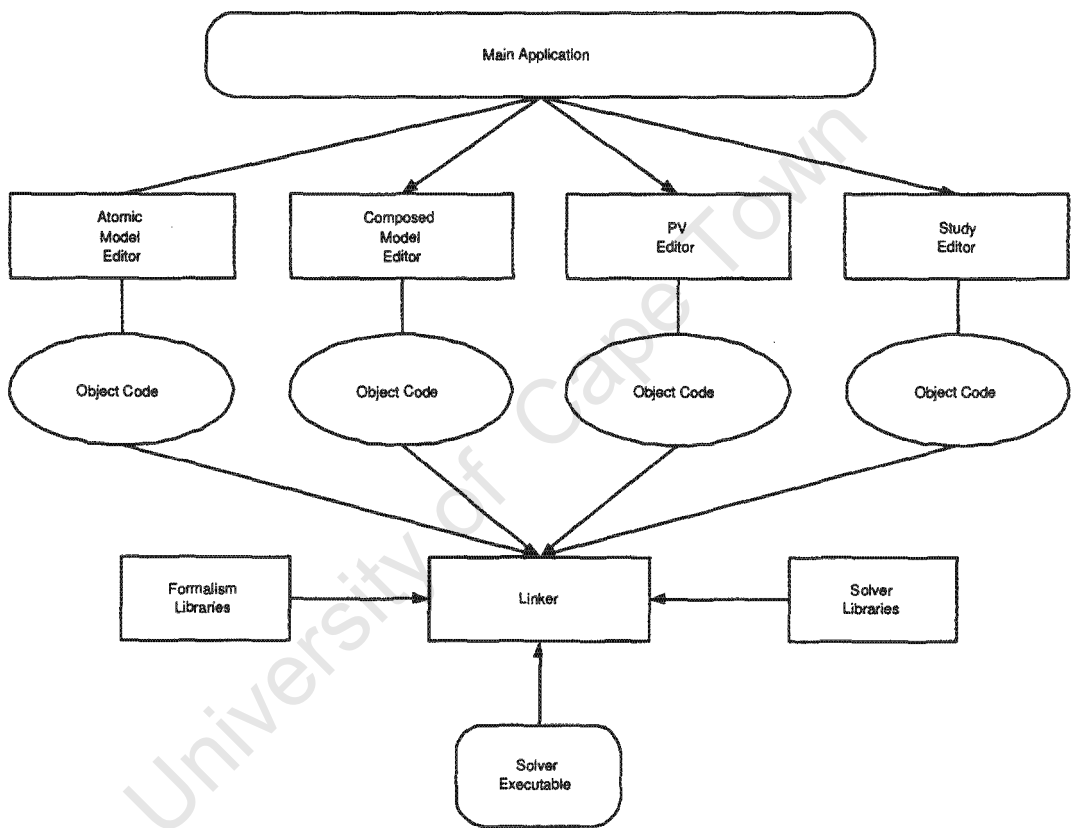 Main Application
Atomic
Model
Editor
Composed
Model
Editor
PV
Editor
Study
Editor
Object Code
Object Code
Object Code
Object Code
Formalism
Libraries
Linker
Solver
Libraries
Solver
Executable
University of Cape Town